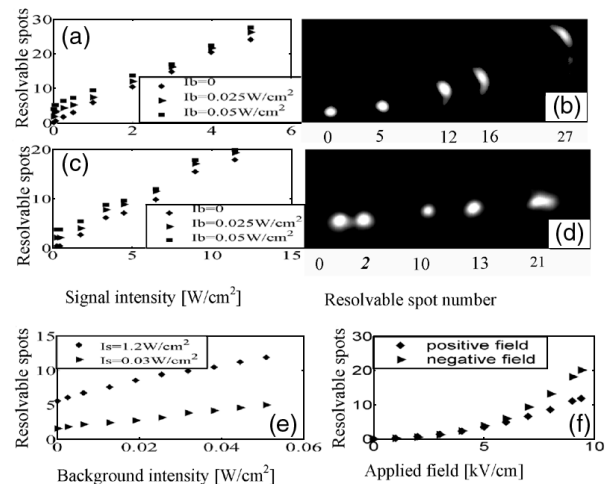 Resolvable spots
30
20
10
0
(a)
Ib=0
Ib=0.025W/cm²
Ib=0.05W/cm²
0 2 4 6
(b)
0 5 12 16 27
Resolvable spots
20
10
0
(c)
Ib=0
Ib=0.025W/cm²
Ib=0.05W/cm²
0 5 10 15
(d)
0 2 10 13 21
Signal intensity [W/cm²]
Resolvable spot number
Resolvable spots
15
10
5
0
Is=1.2W/cm²
Is=0.03W/cm²
(e)
0 0.02 0.04 0.06
Background intensity [W/cm²]
Resolvable spots
30
20
10
0
positive field
negative field
(f)
0 5 10
Applied field [kV/cm]